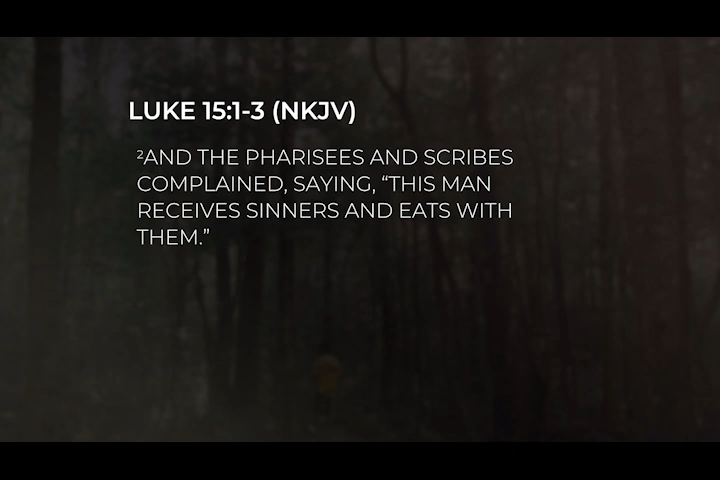 LUKE 15:1-3 (NKJV)
²AND THE PHARISEES AND SCRIBES
COMPLAINED, SAYING, “THIS MAN
RECEIVES SINNERS AND EATS WITH
THEM.”